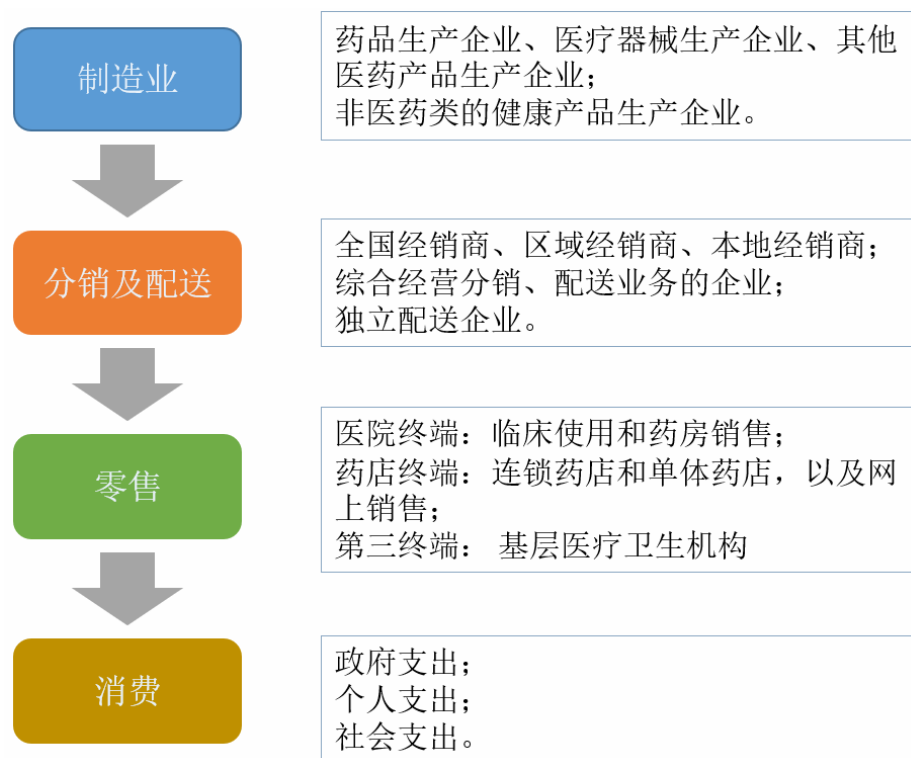 制造业
药品生产企业、医疗器械生产企业、其他
医药产品生产企业；
非医药类的健康产品生产企业。
分销及配送
全国经销商、区域经销商、本地经销商；
综合经营分销、配送业务的企业；
独立配送企业。
零售
医院终端：临床使用和药房销售；
药店终端：连锁药店和单体药店，以及网
上销售；
第三终端： 基层医疗卫生机构
消费
政府支出；
个人支出；
社会支出。